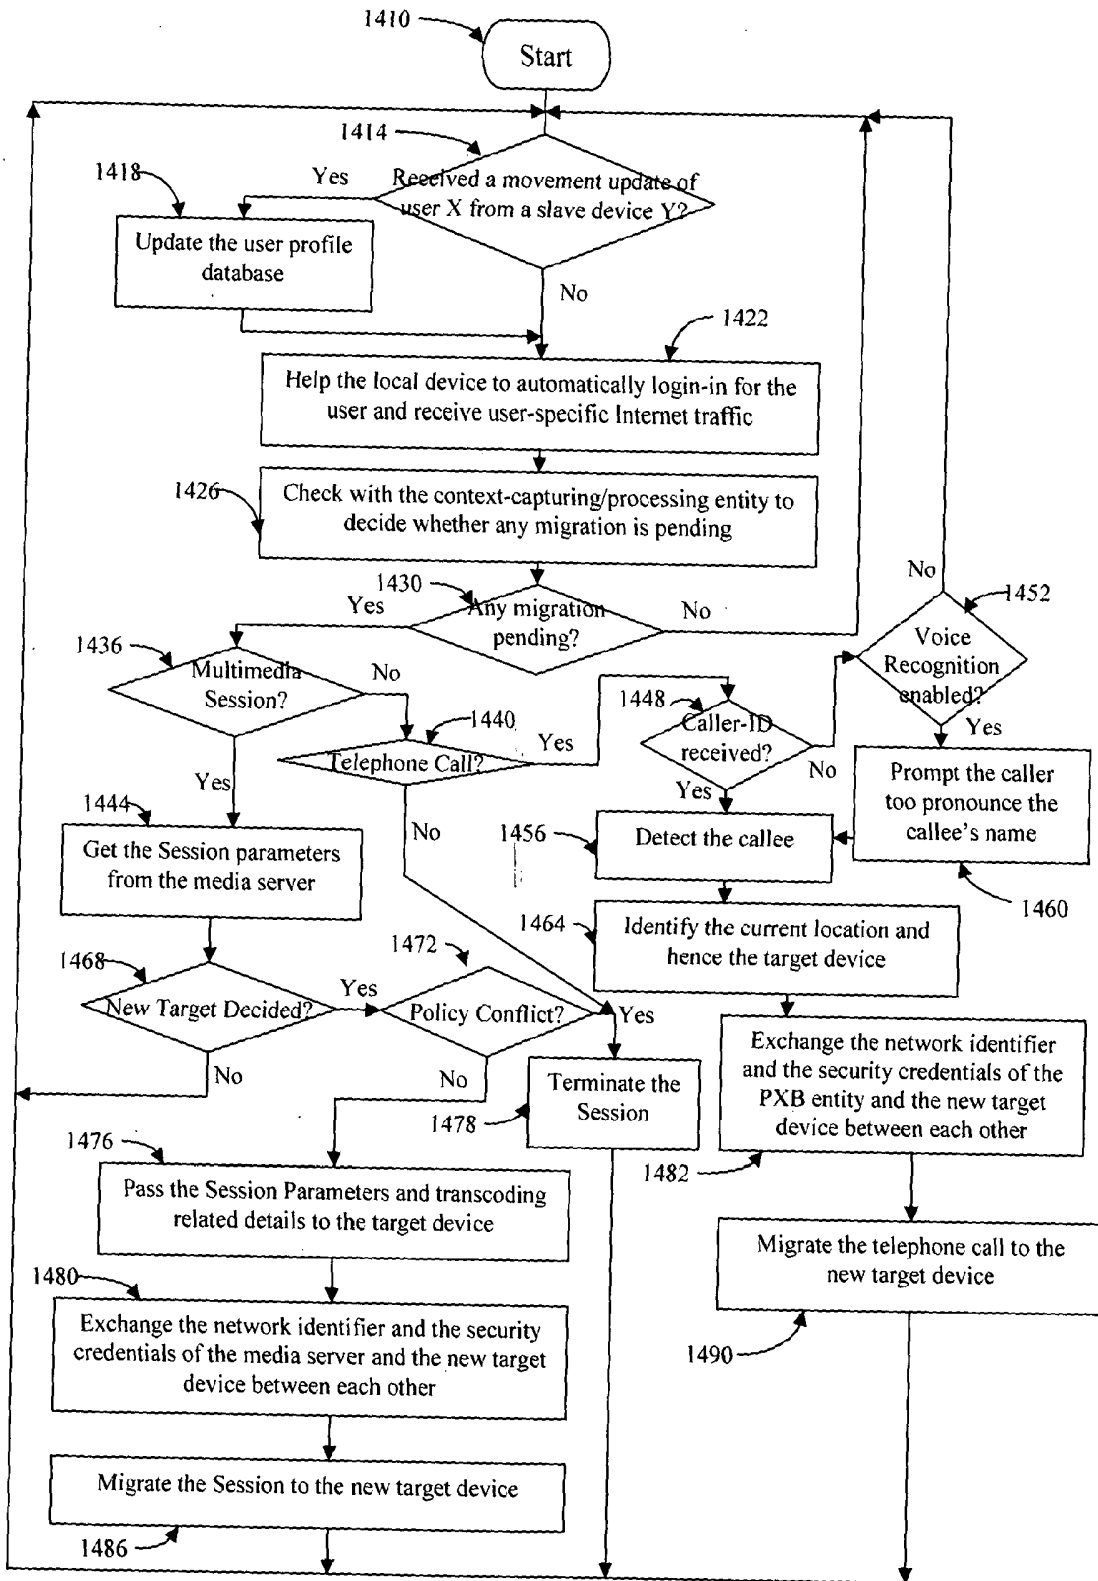 1410
Start
1414
Received a movement update of
user X from a slave device Y?
Yes
1418
Update the user profile
database
No
1422
Help the local device to automatically login-in for the
user and receive user-specific Internet traffic
1426
Check with the context-capturing/processing entity to
decide whether any migration is pending
1430
Any migration
pending?
Yes
No
No
1452
Voice
Recognition
enabled?
1436
Multimedia
Session?
No
1440
Telephone Call?
Yes
1448
Caller-ID
received?
No
Yes
Yes
Yes
Prompt the caller
too pronounce the
callee's name
1460
1444
Get the Session parameters
from the media server
No
1456
Detect the callee
1464
Identify the current location and
hence the target device
1468
New Target Decided?
Yes
1472
Policy Conflict?
Yes
No
No
Terminate the
Session
1478
Exchange the network identifier
and the security credentials of the
PXB entity and the new target
device between each other
1482
1476
Pass the Session Parameters and transcoding
related details to the target device
Migrate the telephone call to the
new target device
1490
1480
Exchange the network identifier and the security
credentials of the media server and the new target
device between each other
Migrate the Session to the new target device
1486